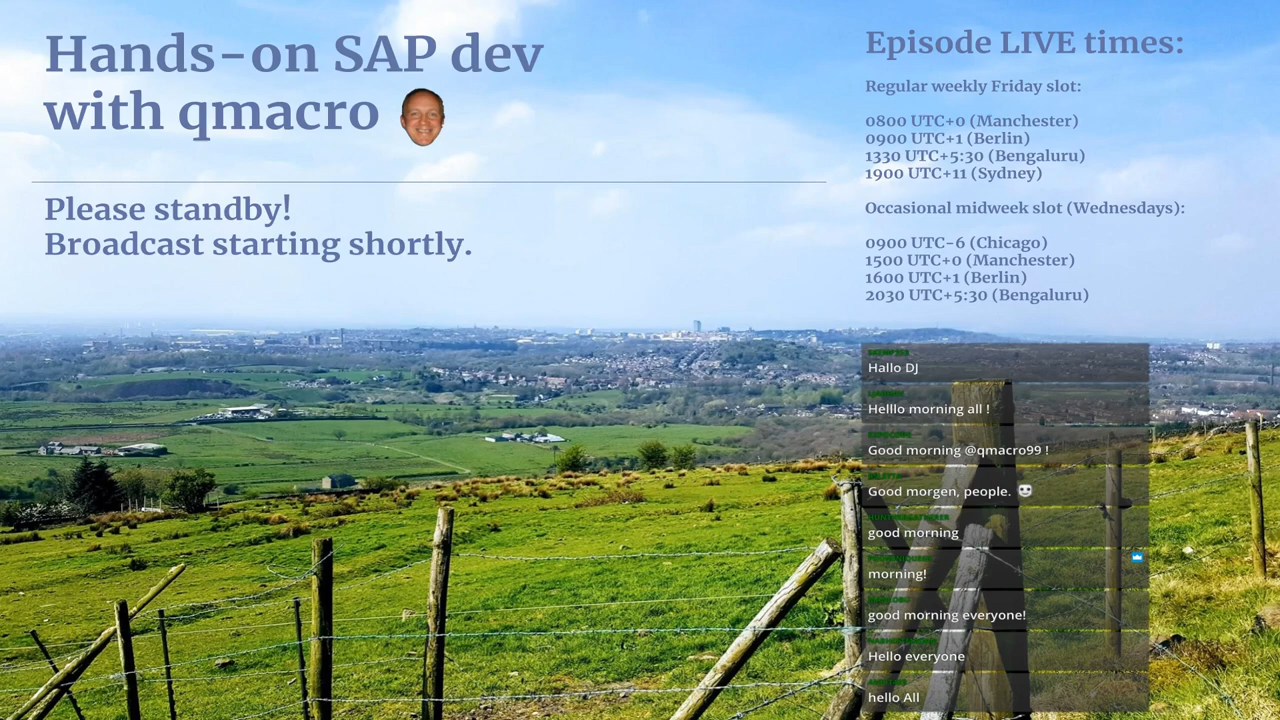 Hands-on SAP dev
with qmacro
Please standby!
Broadcast starting shortly.
Episode LIVE times:
Regular weekly Friday slot:
0800 UTC+0 (Manchester)
0900 UTC+1 (Berlin)
1330 UTC+5:30 (Bengaluru)
1900 UTC+11 (Sydney)
Occasional midweek slot (Wednesdays):
0900 UTC-6 (Chicago)
1500 UTC+0 (Manchester)
1600 UTC+1 (Berlin)
2030 UTC+5:30 (Bengaluru)
Hallo DJ
Helllo morning all !
Good morning @qmacro99 !
Good morgen, people.
good morning
morning!
good morning everyone!
Hello everyone
hello All